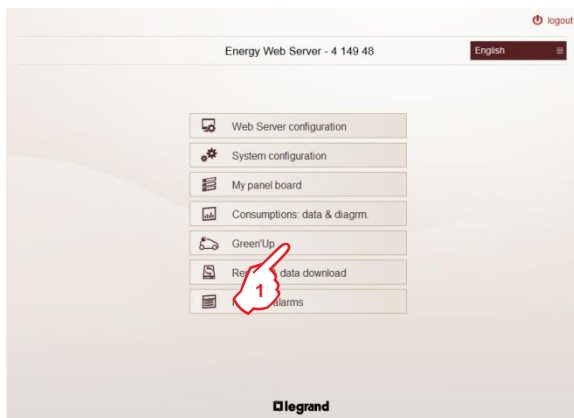 logout
Energy Web Server - 4 149 48
English
Web Server configuration
System configuration
My panel board
Consumptions: data & diagrm.
Green'Up
data download
1
alarms
legrand